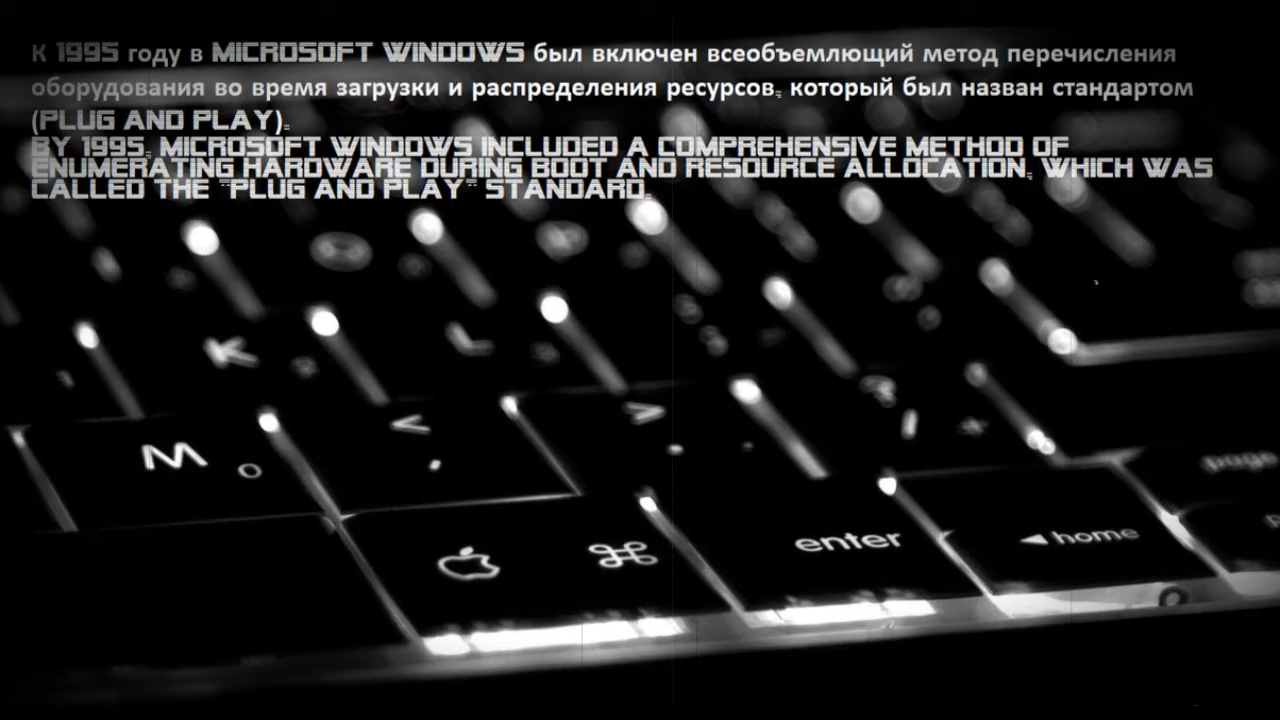 К 1995 году в MICROSOFT WINDOWS был включен всеобъемлющий метод перечисления
оборудования во время загрузки и распределения ресурсов, который был назван стандартом
(PLUG AND PLAY).
BY 1995, MICROSOFT WINDOWS INCLUDED A COMPREHENSIVE METHOD OF
ENUMERATING HARDWARE DURING BOOT AND RESOURCE ALLOCATION, WHICH WAS
CALLED THE "PLUG AND PLAY" STANDARD.
K L
M < , >
enter ◄ home page